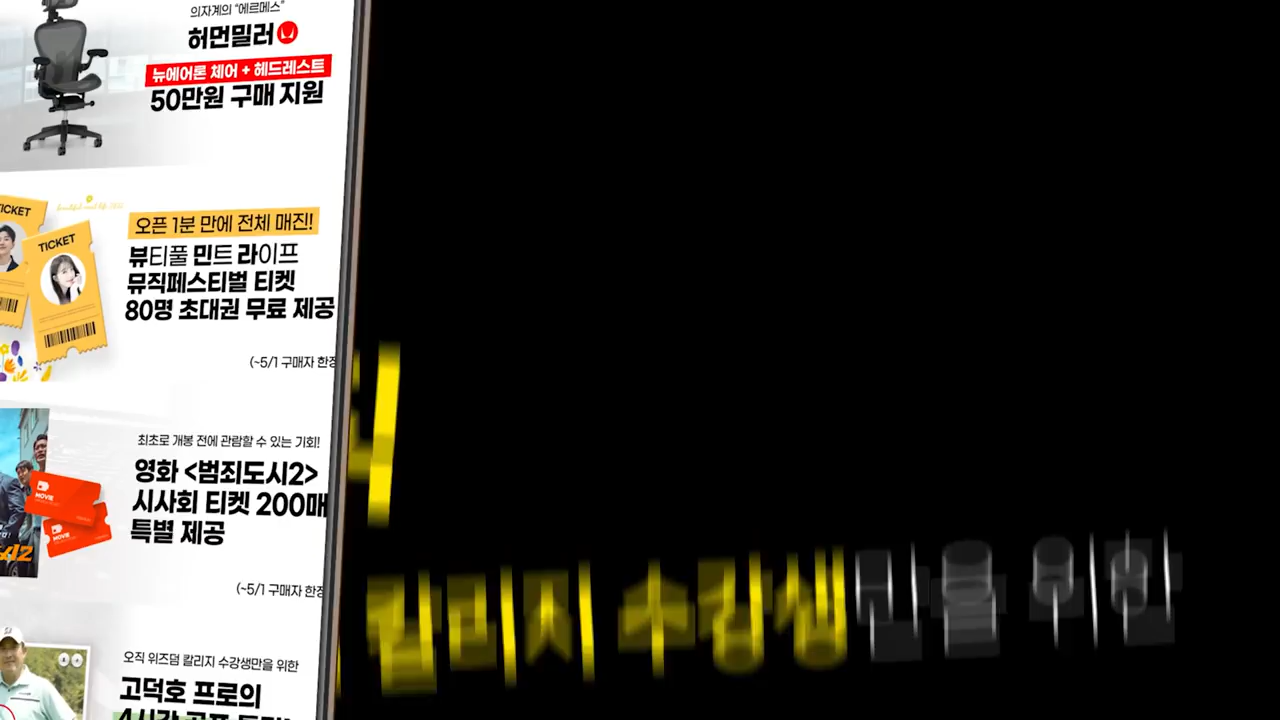 의자계의 "에르메스"
허먼밀러
뉴에어론 체어 + 헤드레스트
50만원 구매 지원
TICKET
TICKET
오픈 1분 만에 전체 매진!
뷰티풀 민트 라이프
뮤직페스티벌 티켓
80명 초대권 무료 제공
(~5/1 구매자 한정
최초로 개봉 전에 관람할 수 있는 기회!
영화 <범죄도시2>
시사회 티켓 200매
특별 제공
MOVIE
MOVIE
(~5/1 구매자 한정
오직 위즈덤 칼리지 수강생만을 위한
고덕호 프로의
칼리지 수강생만을 위한